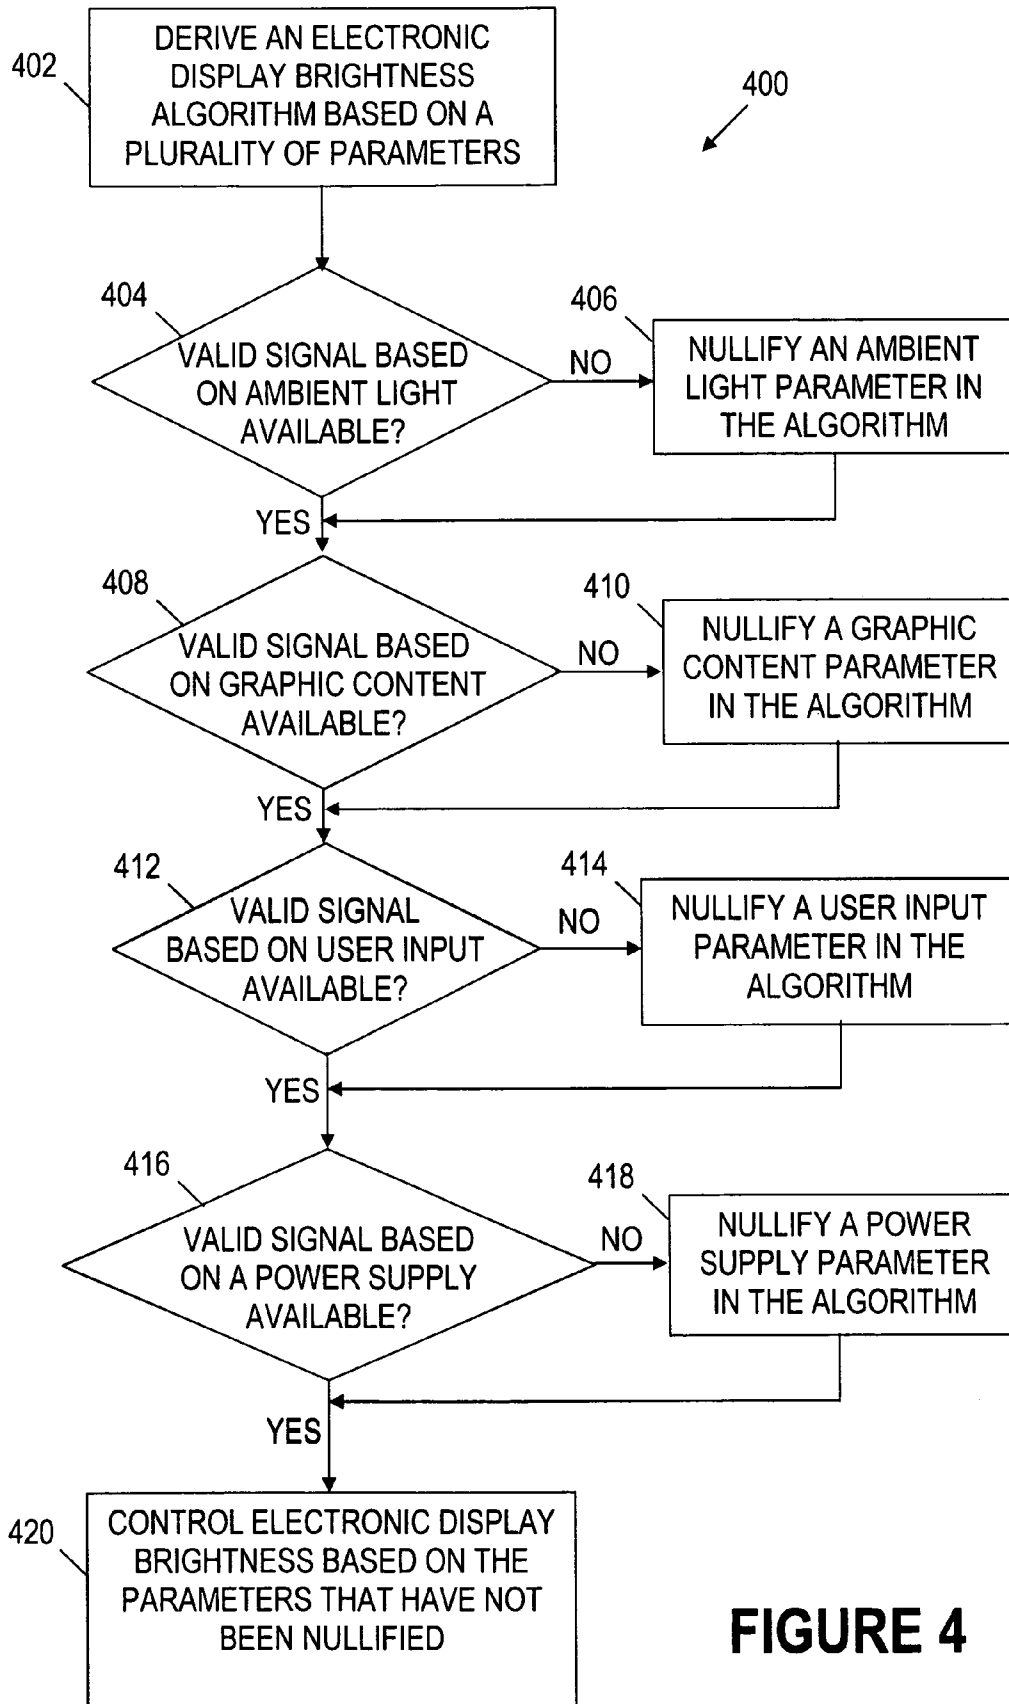 402
DERIVE AN ELECTRONIC
DISPLAY BRIGHTNESS
ALGORITHM BASED ON A
PLURALITY OF PARAMETERS
400
404
VALID SIGNAL BASED
ON AMBIENT LIGHT
AVAILABLE?
NO
406
NULLIFY AN AMBIENT
LIGHT PARAMETER IN
THE ALGORITHM
YES
408
VALID SIGNAL BASED
ON GRAPHIC CONTENT
AVAILABLE?
NO
410
NULLIFY A GRAPHIC
CONTENT PARAMETER
IN THE ALGORITHM
YES
412
VALID SIGNAL
BASED ON USER INPUT
AVAILABLE?
NO
414
NULLIFY A USER INPUT
PARAMETER IN THE
ALGORITHM
YES
416
VALID SIGNAL BASED
ON A POWER SUPPLY
AVAILABLE?
NO
418
NULLIFY A POWER
SUPPLY PARAMETER
IN THE ALGORITHM
YES
420
CONTROL ELECTRONIC DISPLAY
BRIGHTNESS BASED ON THE
PARAMETERS THAT HAVE NOT
BEEN NULLIFIED
FIGURE 4